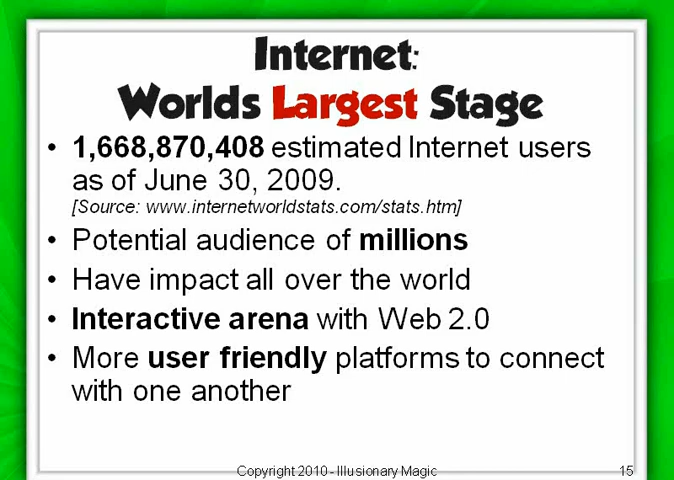 Internet:
Worlds Largest Stage
• 1,668,870,408 estimated Internet users
as of June 30, 2009.
[Source: www.internetworldstats.com/stats.htm]
• Potential audience of millions
• Have impact all over the world
• Interactive arena with Web 2.0
• More user friendly platforms to connect
with one another
Copyright 2010 - Illusionary Magic
15